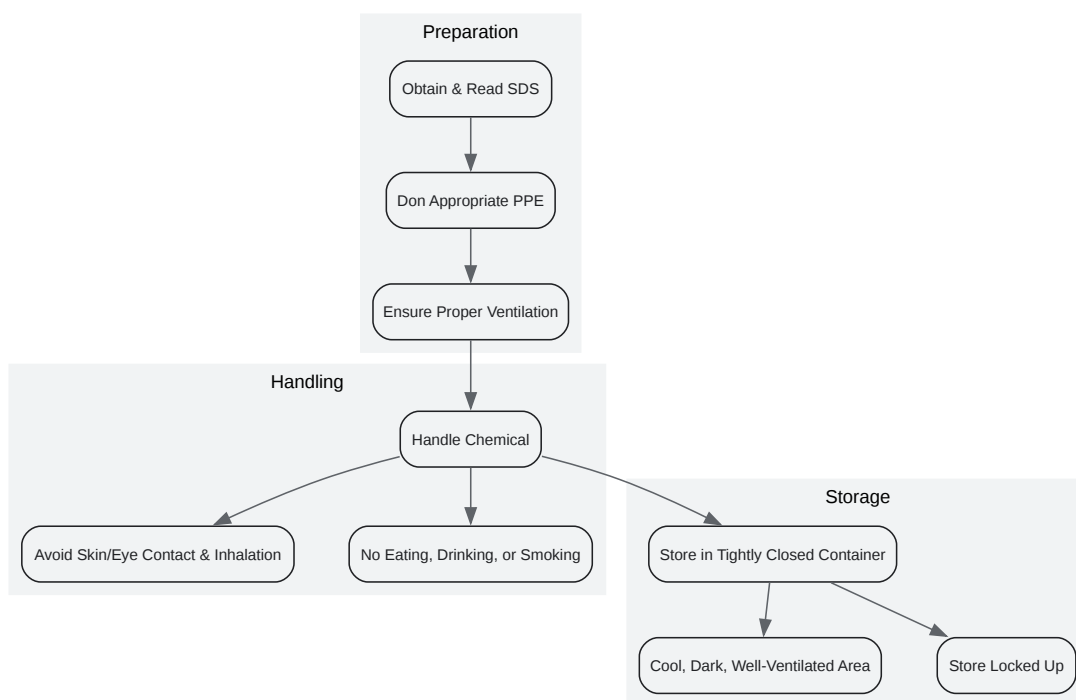 Preparation
Obtain & Read SDS
Don Appropriate PPE
Ensure Proper Ventilation
Handling
Handle Chemical
Avoid Skin/Eye Contact & Inhalation
No Eating, Drinking, or Smoking
Storage
Store in Tightly Closed Container
Cool, Dark, Well-Ventilated Area
Store Locked Up